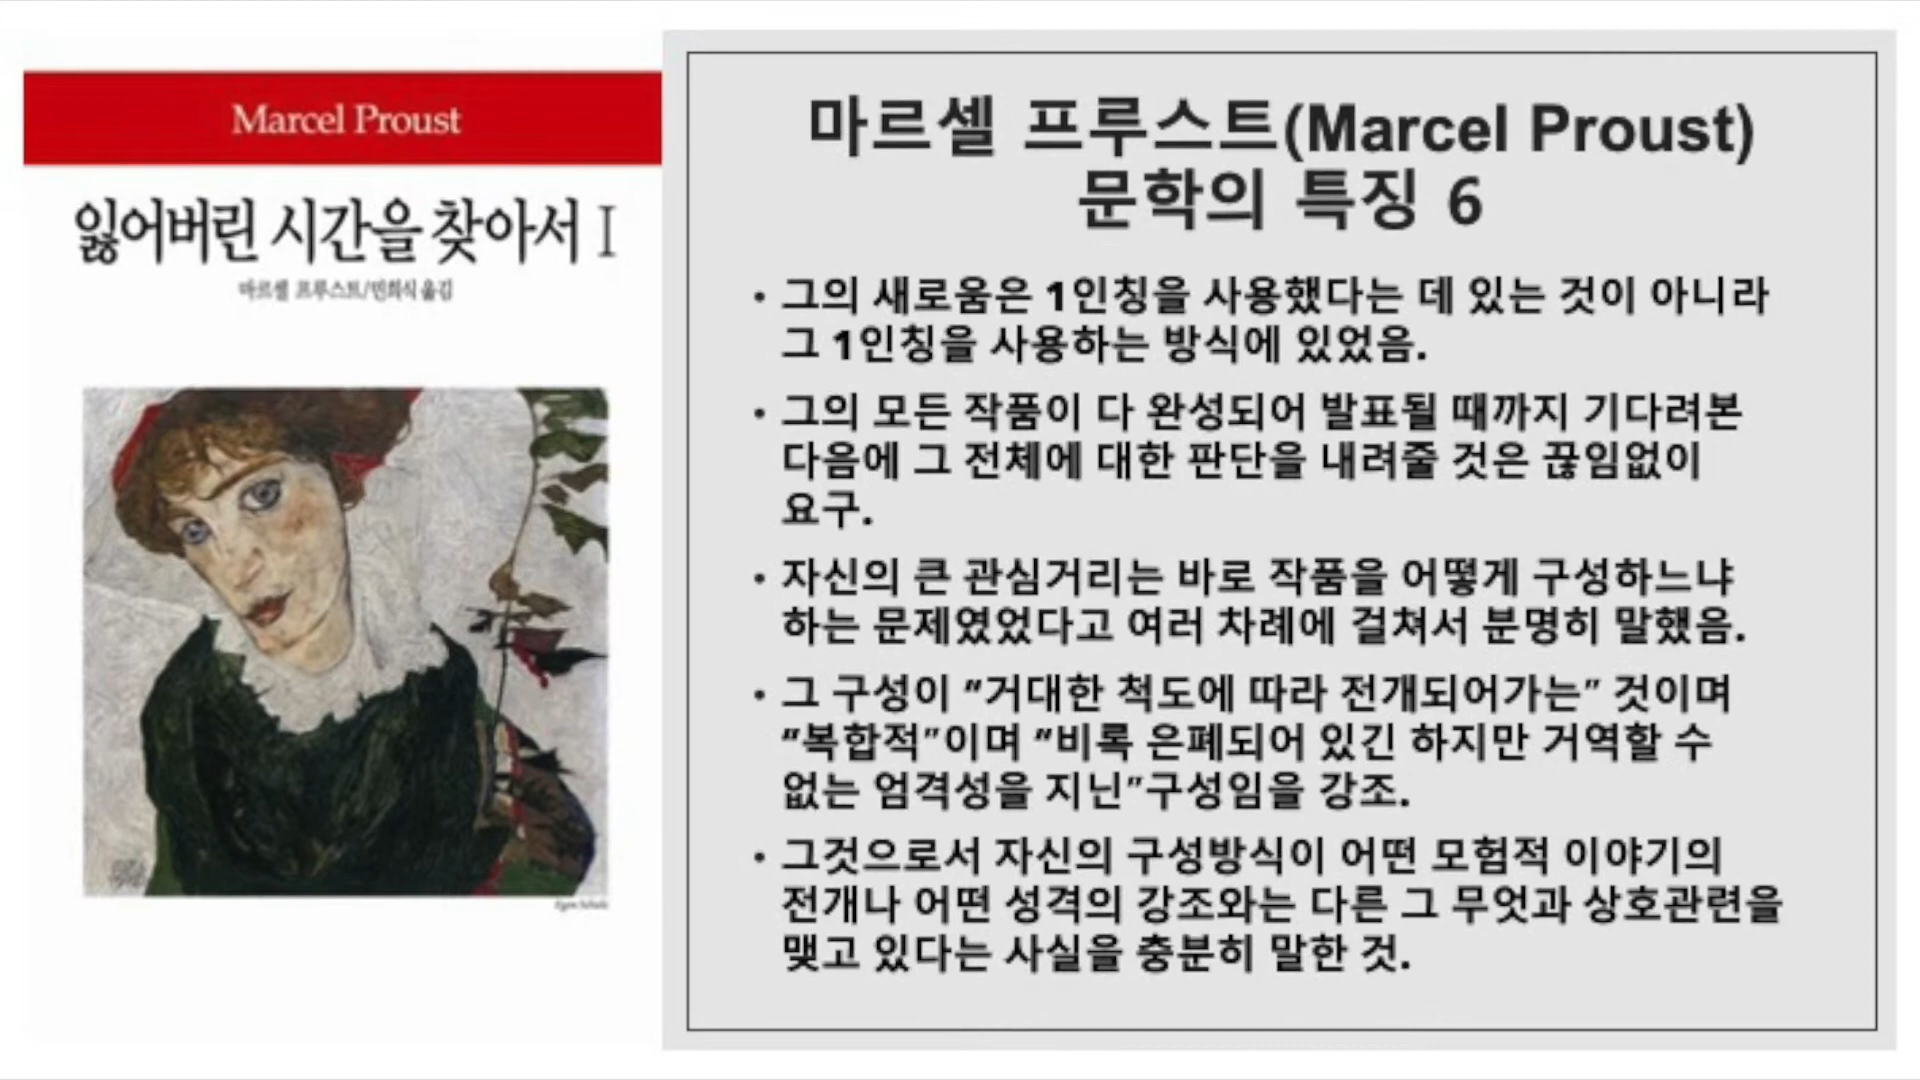 Marcel Proust
잃어버린 시간을 찾아서 I
마르셀 프루스트/민희식 옮김
마르셀 프루스트(Marcel Proust)
문학의 특징 6
• 그의 새로움은 1인칭을 사용했다는 데 있는 것이 아니라
그 1인칭을 사용하는 방식에 있었음.
• 그의 모든 작품이 다 완성되어 발표될 때까지 기다려본
다음에 그 전체에 대한 판단을 내려줄 것은 끊임없이
요구.
• 자신의 큰 관심거리는 바로 작품을 어떻게 구성하느냐
하는 문제였었다고 여러 차례에 걸쳐서 분명히 말했음.
• 그 구성이 "거대한 척도에 따라 전개되어가는" 것이며
"복합적"이며 "비록 은폐되어 있긴 하지만 거역할 수
없는 엄격성을 지닌"구성임을 강조.
• 그것으로서 자신의 구성방식이 어떤 모험적 이야기의
전개나 어떤 성격의 강조와는 다른 그 무엇과 상호관련을
맺고 있다는 사실을 충분히 말한 것.